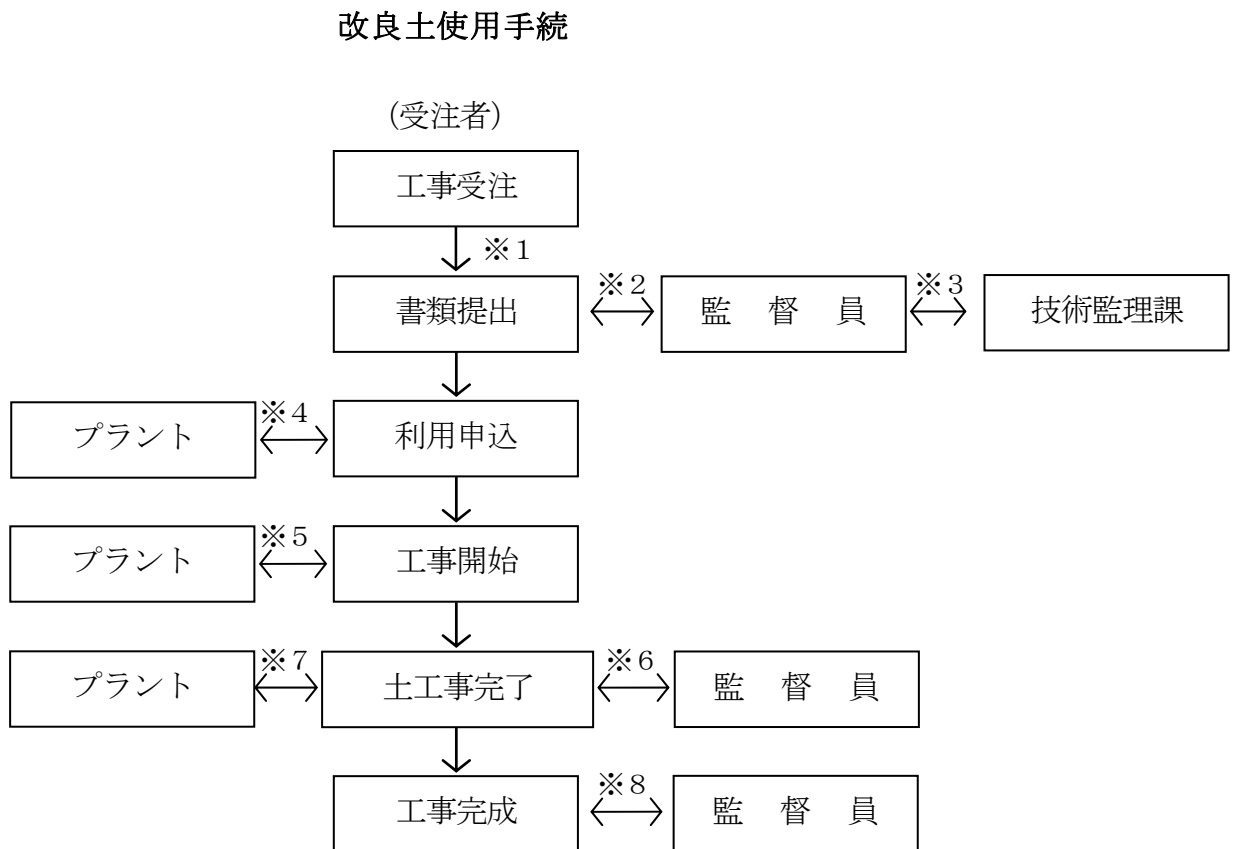 改良土使用手続
(受注者)
工事受注
※1
書類提出
※2
監　督　員
※3
技術監理課
プラント
※4
利用申込
プラント
※5
工事開始
プラント
※7
土工事完了
※6
監　督　員
工事完成
※8
監　督　員